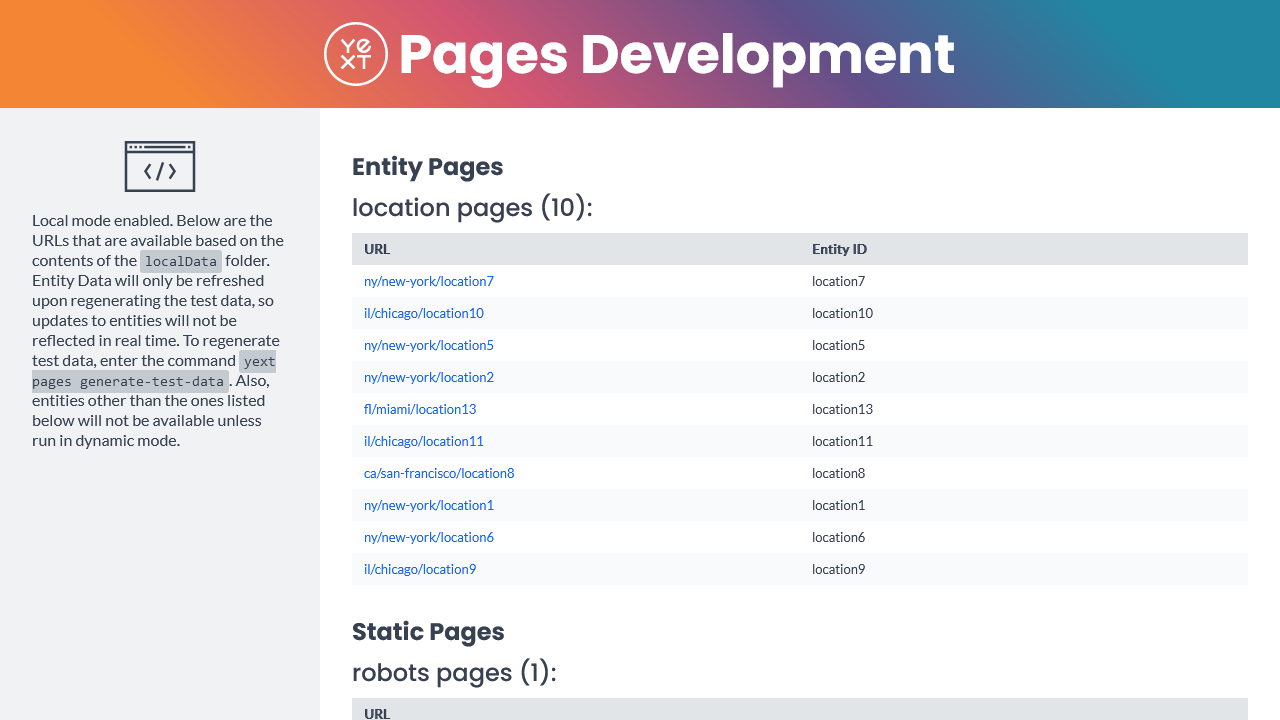 YEXT Pages Development
Local mode enabled. Below are the
URLs that are available based on the
contents of the localData folder.
Entity Data will only be refreshed
upon regenerating the test data, so
updates to entities will not be
reflected in real time. To regenerate
test data, enter the command yext
pages generate-test-data. Also,
entities other than the ones listed
below will not be available unless
run in dynamic mode.
Entity Pages
location pages (10):
URL Entity ID
ny/new-york/location7 location7
il/chicago/location10 location10
ny/new-york/location5 location5
ny/new-york/location2 location2
fl/miami/location13 location13
il/chicago/location11 location11
ca/san-francisco/location8 location8
ny/new-york/location1 location1
ny/new-york/location6 location6
il/chicago/location9 location9
Static Pages
robots pages (1):
URL